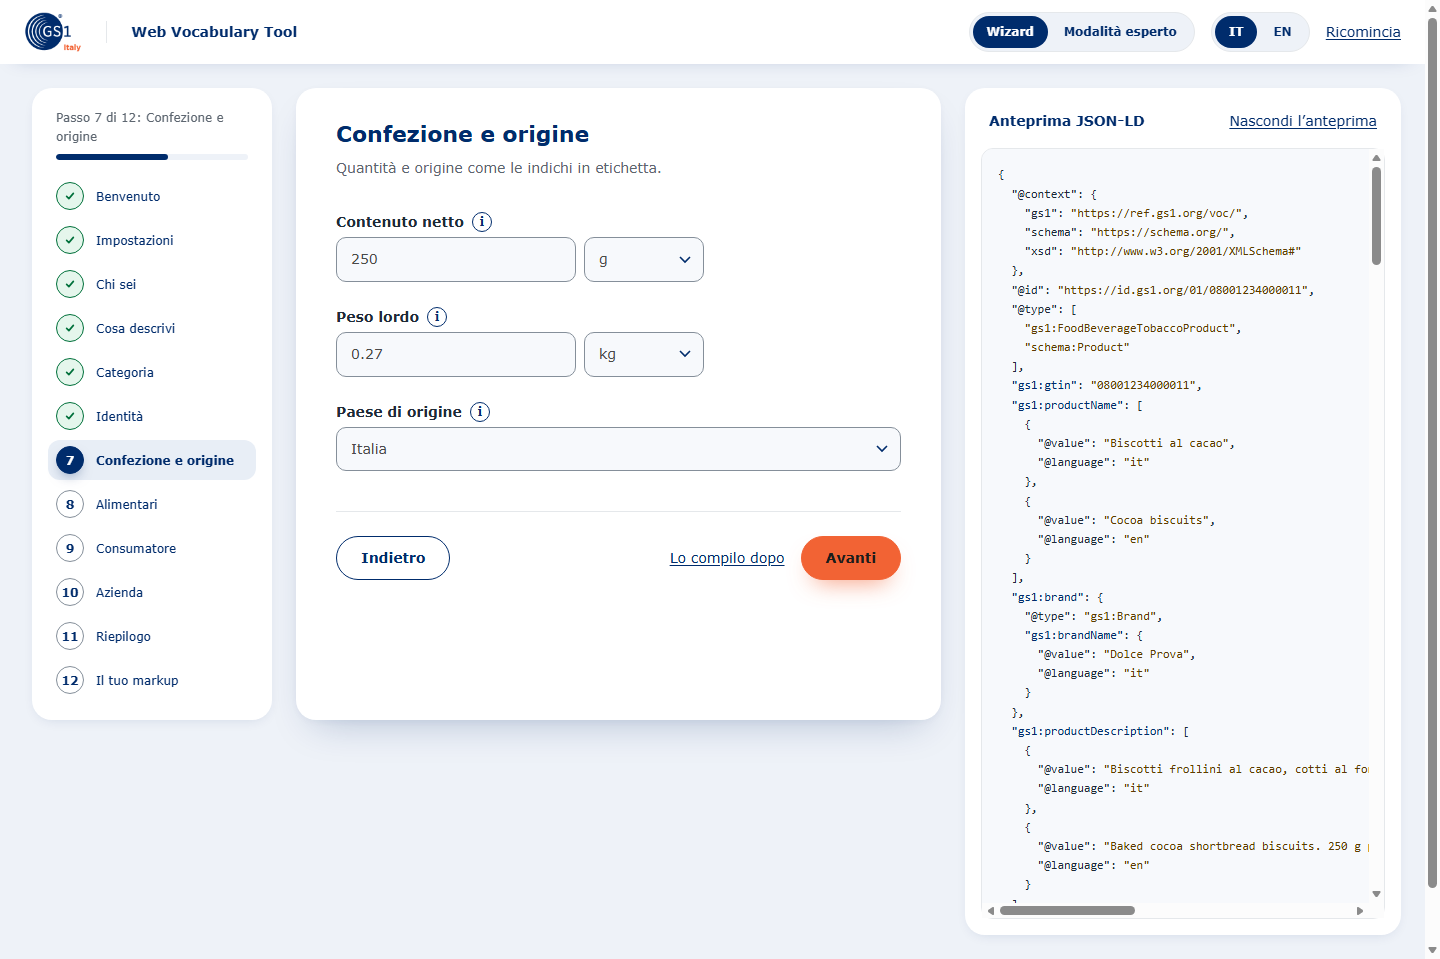 GS1 Italy
Web Vocabulary Tool
Wizard
Modalità esperto
IT
EN
Ricomincia
Passo 7 di 12: Confezione e
origine
Benvenuto
Impostazioni
Chi sei
Cosa descrivi
Categoria
Identità
7 Confezione e origine
8 Alimentari
9 Consumatore
10 Azienda
11 Riepilogo
12 Il tuo markup
Confezione e origine
Quantità e origine come le indichi in etichetta.
Contenuto netto i
250
g
Peso lordo i
0.27
kg
Paese di origine i
Italia
Indietro
Lo compilo dopo
Avanti
Anteprima JSON-LD
Nascondi l’anteprima
{
"@context": {
"gs1": "https://ref.gs1.org/voc/",
"schema": "https://schema.org/",
"xsd": "http://www.w3.org/2001/XMLSchema#"
},
"@id": "https://id.gs1.org/01/08001234000011",
"@type": [
"gs1:FoodBeverageTobaccoProduct",
"schema:Product"
],
"gs1:gtin": "08001234000011",
"gs1:productName": [
{
"@value": "Biscotti al cacao",
"@language": "it"
},
{
"@value": "Cocoa biscuits",
"@language": "en"
}
],
"gs1:brand": {
"@type": "gs1:Brand",
"gs1:brandName": {
"@value": "Dolce Prova",
"@language": "it"
}
},
"gs1:productDescription": [
{
"@value": "Biscotti frollini al cacao, cotti al
"@language": "it"
},
{
"@value": "Baked cocoa shortbread biscuits. 250 g
"@language": "en"
}